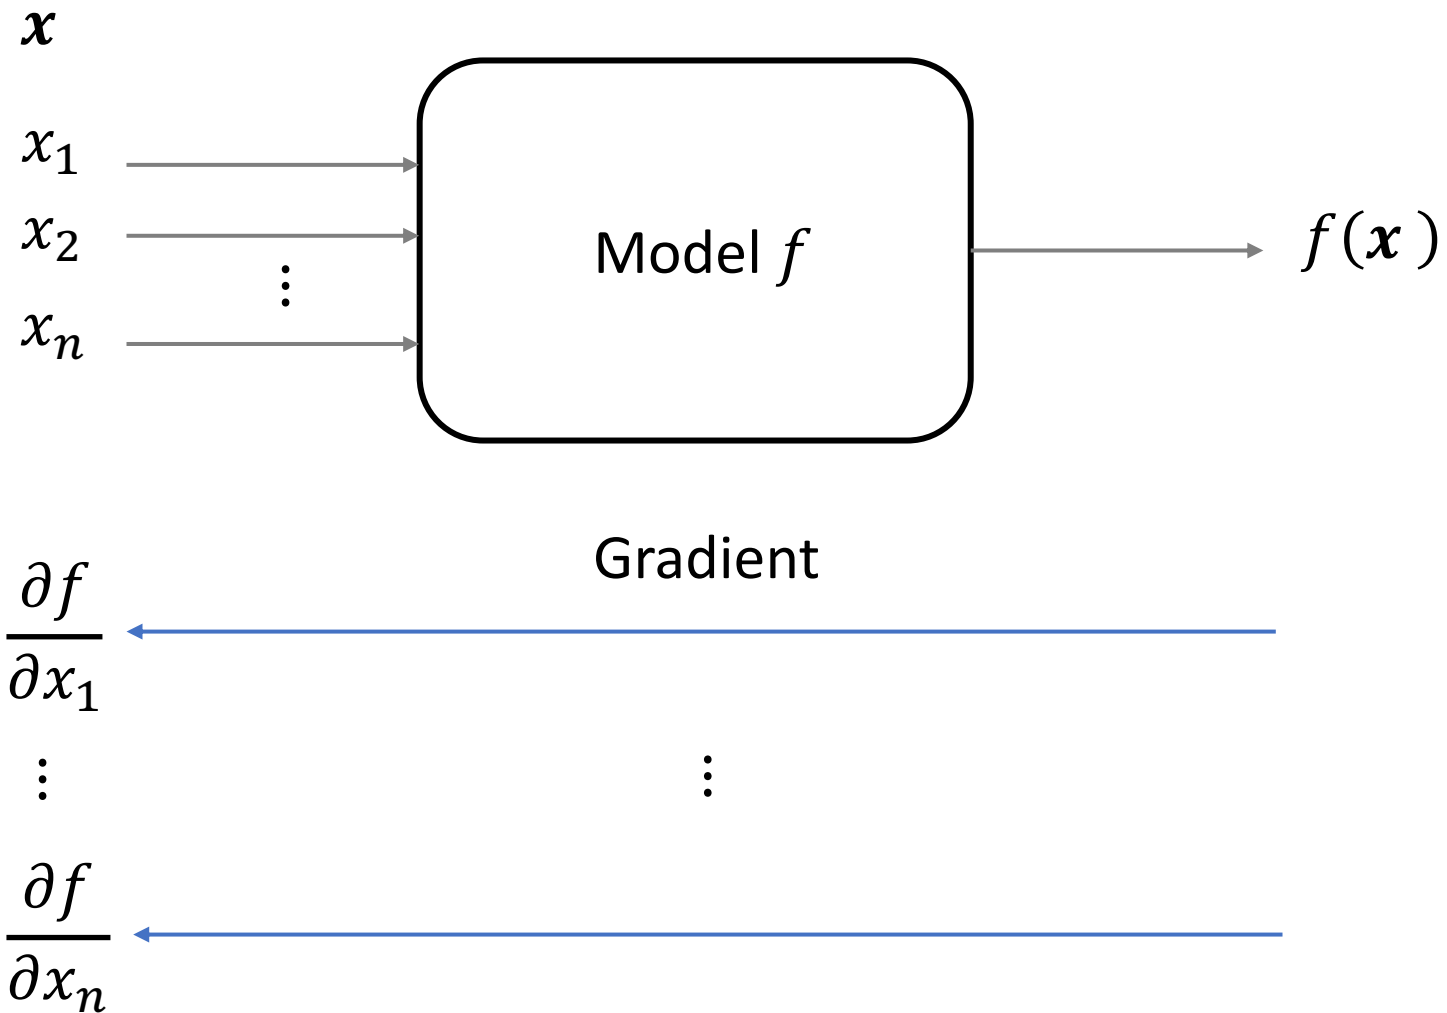 𝒙
x₁
x₂
⋮
xₙ
Model f
f(𝒙 )
Gradient
∂f
∂x₁
⋮ ⋮
∂f
∂xₙ